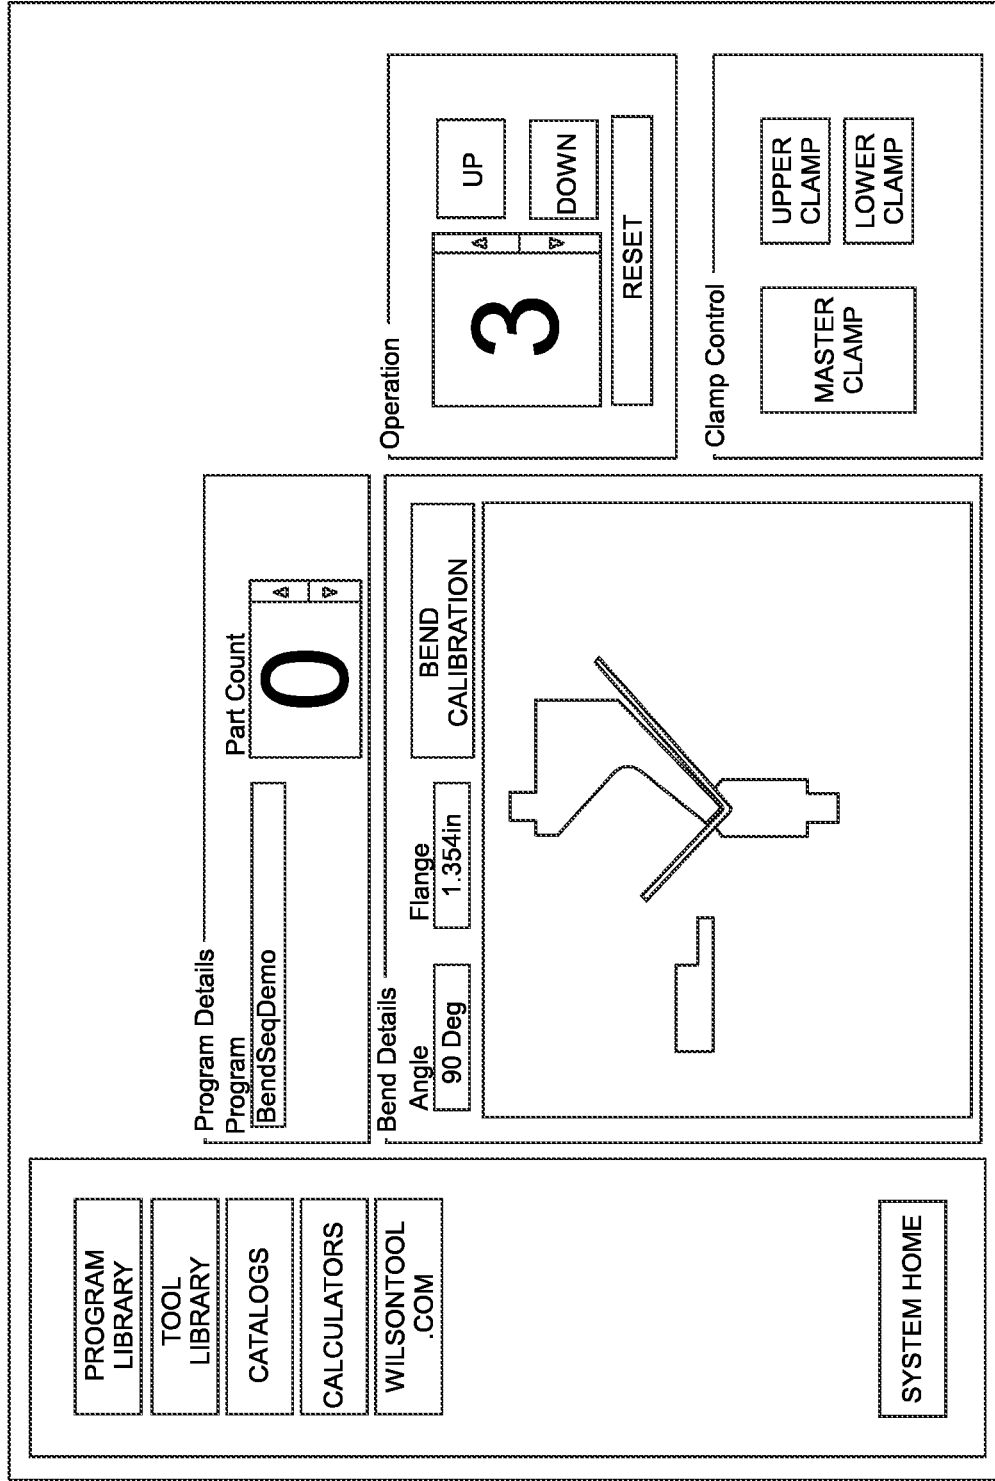 PROGRAM
LIBRARY
TOOL
LIBRARY
CATALOGS
CALCULATORS
WILSONTOOL
.COM
SYSTEM HOME
Program Details
Program
BendSeqDemo
Part Count
0
Bend Details
Angle
90 Deg
Flange
1.354in
BEND
CALIBRATION
Operation
3
UP
DOWN
RESET
Clamp Control
MASTER
CLAMP
UPPER
CLAMP
LOWER
CLAMP